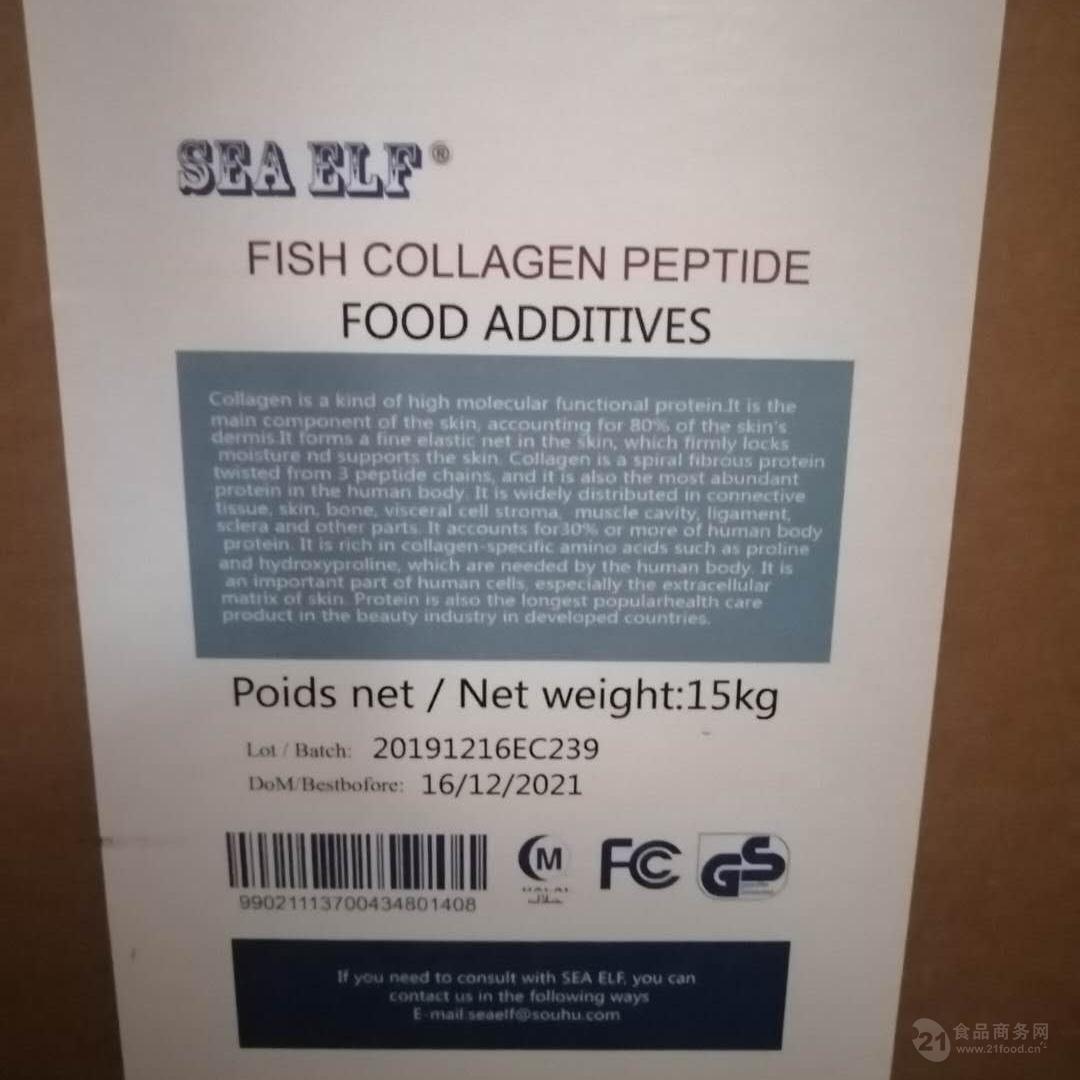 SEA ELF®
FISH COLLAGEN PEPTIDE
FOOD ADDITIVES
Collagen is a kind of high molecular functional protein.It is the
main component of the skin, accounting for 80% of the skin's
dermis.It forms a fine elastic net in the skin, which firmly locks
moisture nd supports the skin. Collagen is a spiral fibrous protein
twisted from 3 peptide chains, and it is also the most abundant
protein in the human body. It is widely distributed in connective
tissue, skin, bone, visceral cell stroma, muscle cavity, ligament,
sclera and other parts. It accounts for30% or more of human body
protein. It is rich in collagen-specific amino acids such as proline
and hydroxyproline, which are needed by the human body. It is
an important part of human cells, especially the extracellular
matrix of skin. Protein is also the longest popularhealth care
product in the beauty industry in developed countries.
Poids net / Net weight:15kg
Lot / Batch: 20191216EC239
DoM/Bestbofore: 16/12/2021
M FC GS
HALAL
حلال
99021113700434801408
If you need to consult with SEA ELF, you can
contact us in the following ways
E-mail:seaelf@souhu.com
21 食品商务网
www.21food.cn